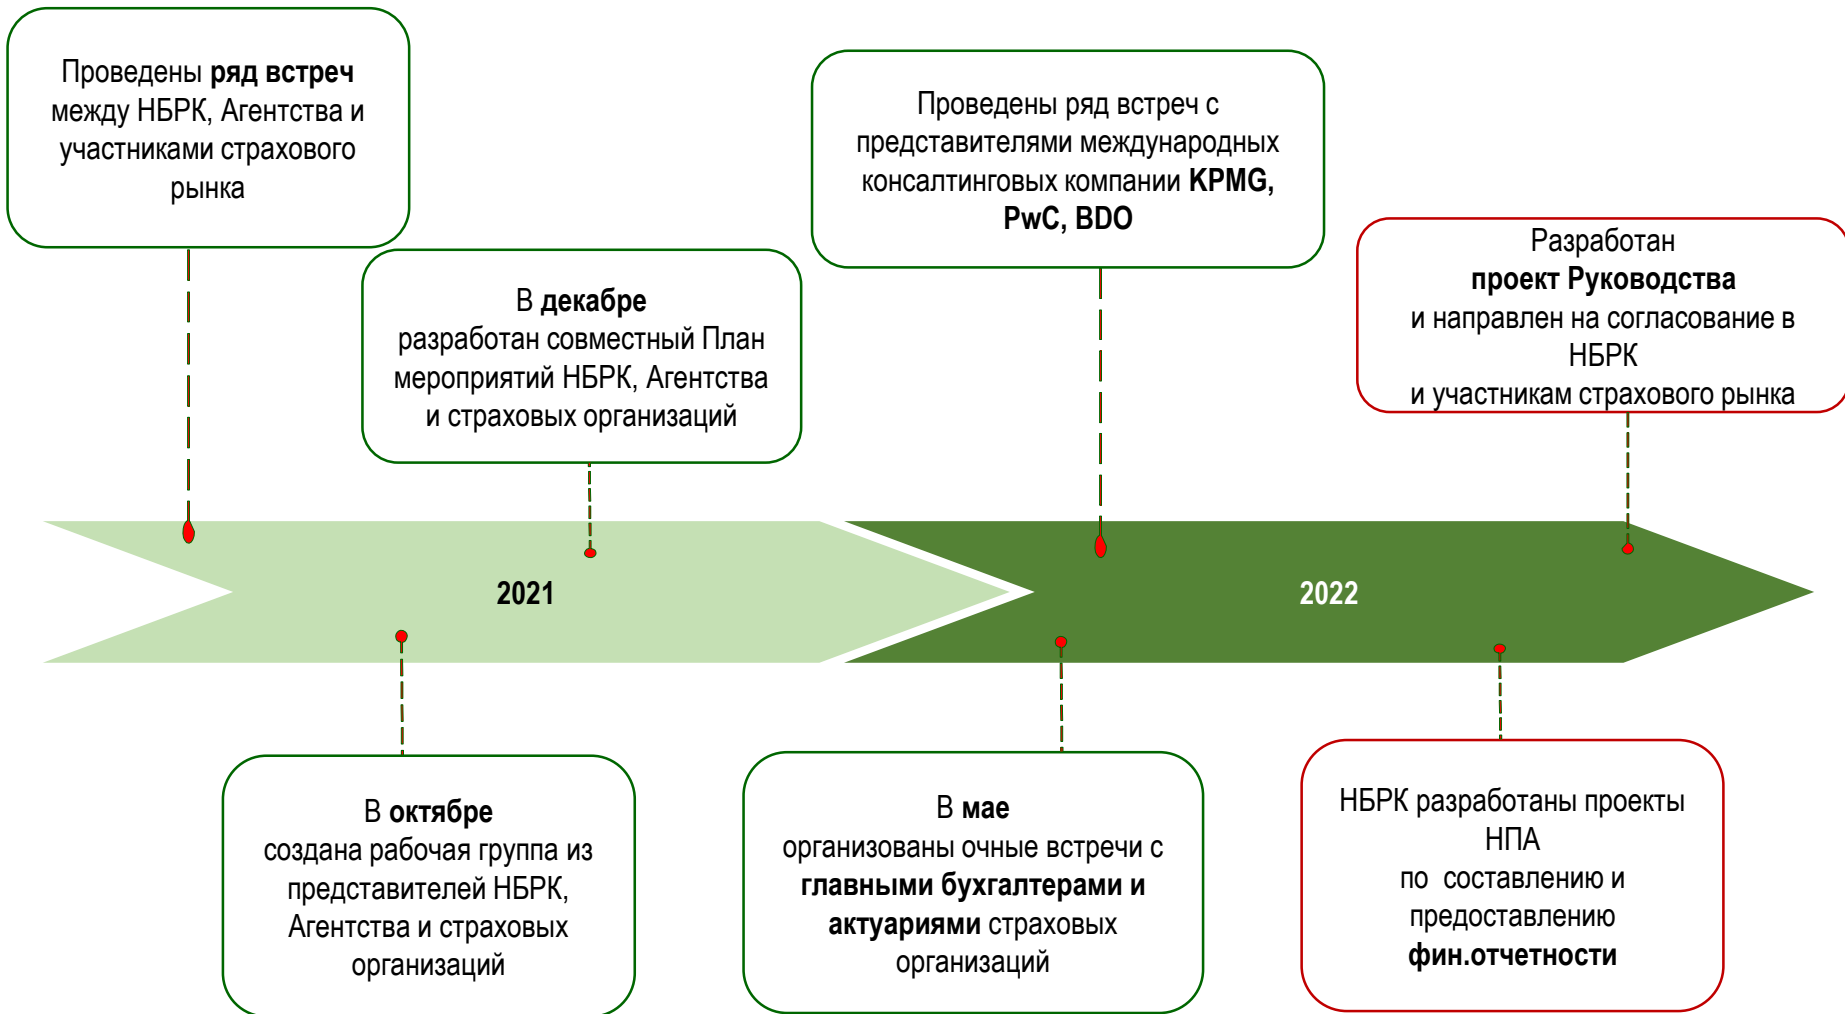 Проведены ряд встреч
между НБРК, Агентства и
участниками страхового
рынка
В декабре
разработан совместный План
мероприятий НБРК, Агентства
и страховых организаций
Проведены ряд встреч с
представителями международных
консалтинговых компании KPMG,
PwC, BDO
Разработан
проект Руководства
и направлен на согласование в
НБРК
и участникам страхового рынка
2021
2022
В октябре
создана рабочая группа из
представителей НБРК,
Агентства и страховых
организаций
В мае
организованы очные встречи с
главными бухгалтерами и
актуариями страховых
организаций
НБРК разработаны проекты
НПА
по составлению и
предоставлению
фин.отчетности